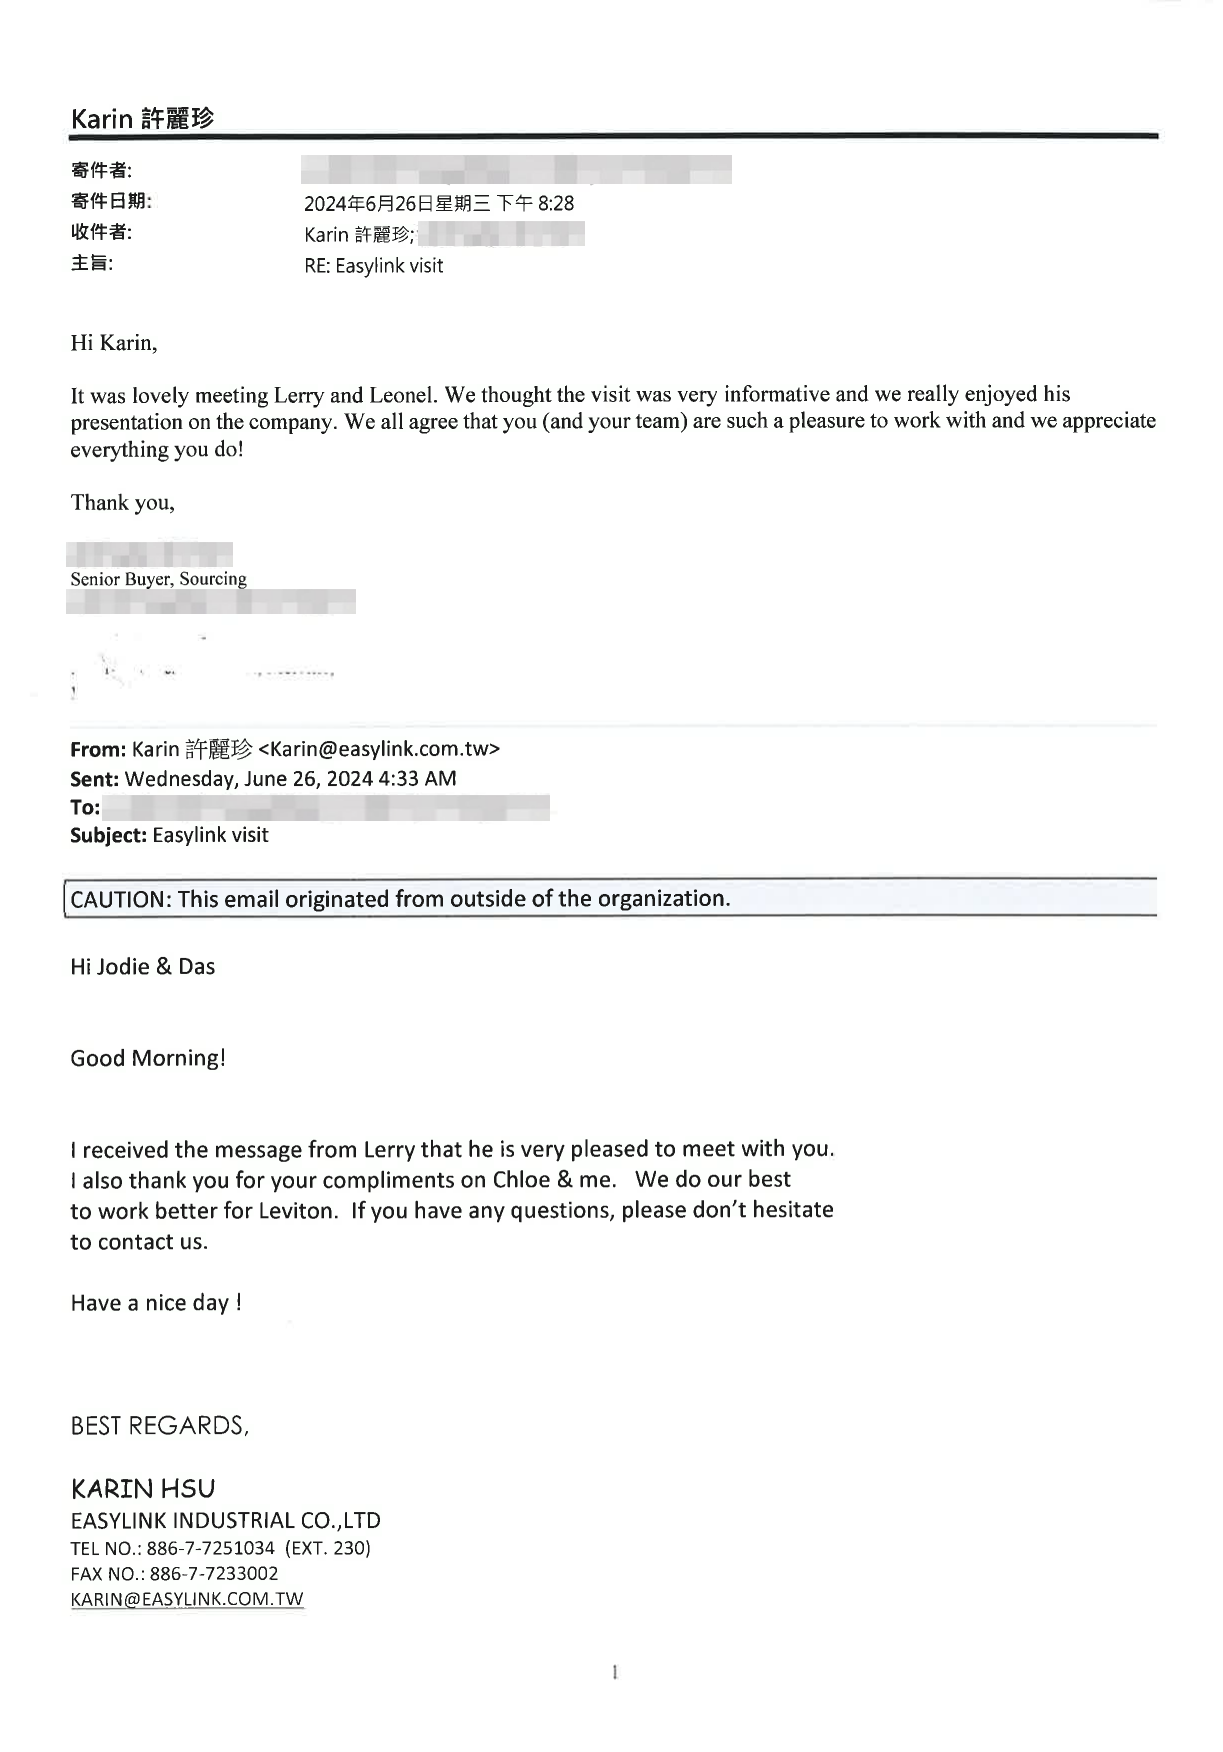 Karin 許麗珍
寄件者:
寄件日期: 2024年6月26日星期三 下午 8:28
收件者: Karin 許麗珍;
主旨: RE: Easylink visit
Hi Karin,
It was lovely meeting Lerry and Leonel. We thought the visit was very informative and we really enjoyed his
presentation on the company. We all agree that you (and your team) are such a pleasure to work with and we appreciate
everything you do!
Thank you,
Senior Buyer, Sourcing
From: Karin 許麗珍 <Karin@easylink.com.tw>
Sent: Wednesday, June 26, 2024 4:33 AM
To:
Subject: Easylink visit
CAUTION: This email originated from outside of the organization.
Hi Jodie & Das
Good Morning!
I received the message from Lerry that he is very pleased to meet with you.
I also thank you for your compliments on Chloe & me. We do our best
to work better for Leviton. If you have any questions, please don't hesitate
to contact us.
Have a nice day !
BEST REGARDS,
KARIN HSU
EASYLINK INDUSTRIAL CO.,LTD
TEL NO.: 886-7-7251034 (EXT. 230)
FAX NO.: 886-7-7233002
KARIN@EASYLINK.COM.TW
1